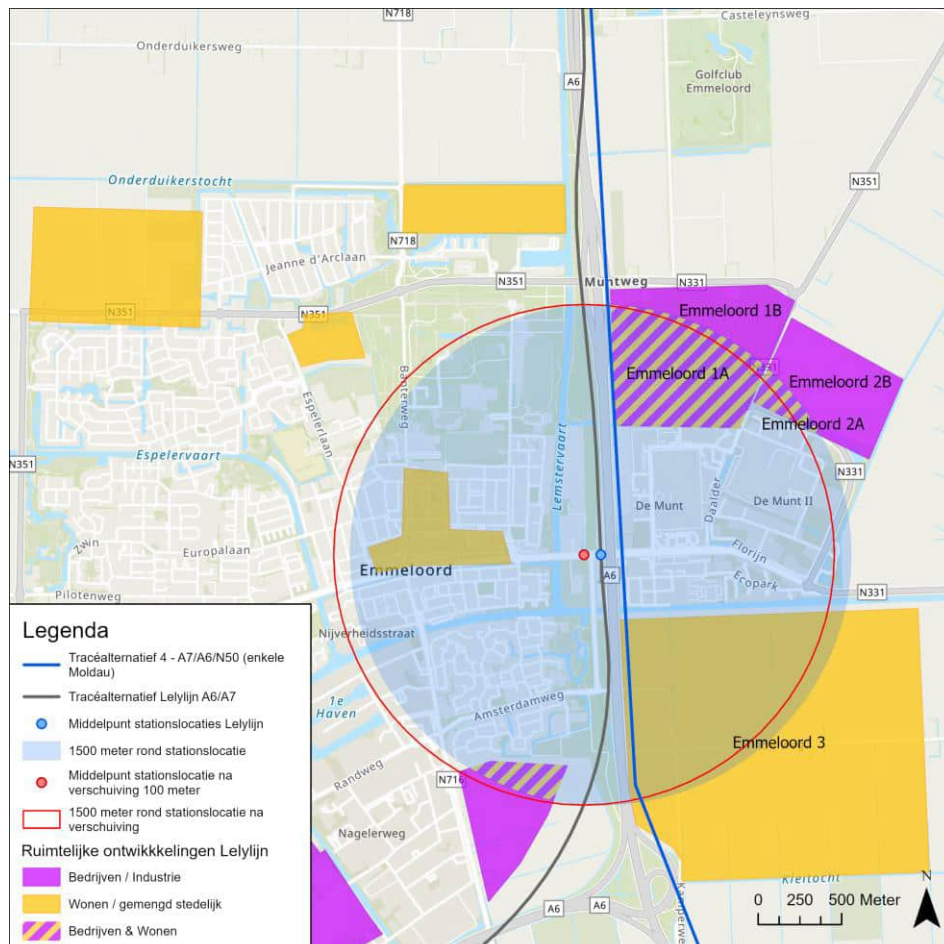 N718
Casteleynsweg
Onderduikersweg
Golfclub
Emmeloord
A6
Onderduikerstocht
N351
N718
Jeanne d'Arclaan
N351
Muntweg
N331
N351
N351
Emmeloord 1B
Banterweg
Emmeloord 1A
331
Emmeloord 2B
Espelerlaan
Emmeloord 2A
Espelervaart
N351
Lemstervaart
N331
De Munt
Daalder
De Munt II
Zwin
Europalaan
Florijn
Emmeloord
A6
Ecopark
Pilotenweg
N331
Nijverheidsstraat
1e
Haven
Amsterdamweg
Emmeloord 3
Randweg
N716
Nagelerweg
Kleitocht
Kamperweg
A6
A6
Legenda
Tracéalternatief 4 - A7/A6/N50 (enkele
Moldau)
Tracéalternatief Lelylijn A6/A7
Middelpunt stationslocaties Lelylijn
1500 meter rond stationslocatie
Middelpunt stationslocatie na
verschuiving 100 meter
1500 meter rond stationslocatie na
verschuiving
Ruimtelijke ontwikkkelingen Lelylijn
Bedrijven / Industrie
Wonen / gemengd stedelijk
Bedrijven & Wonen
0 250 500 Meter
N